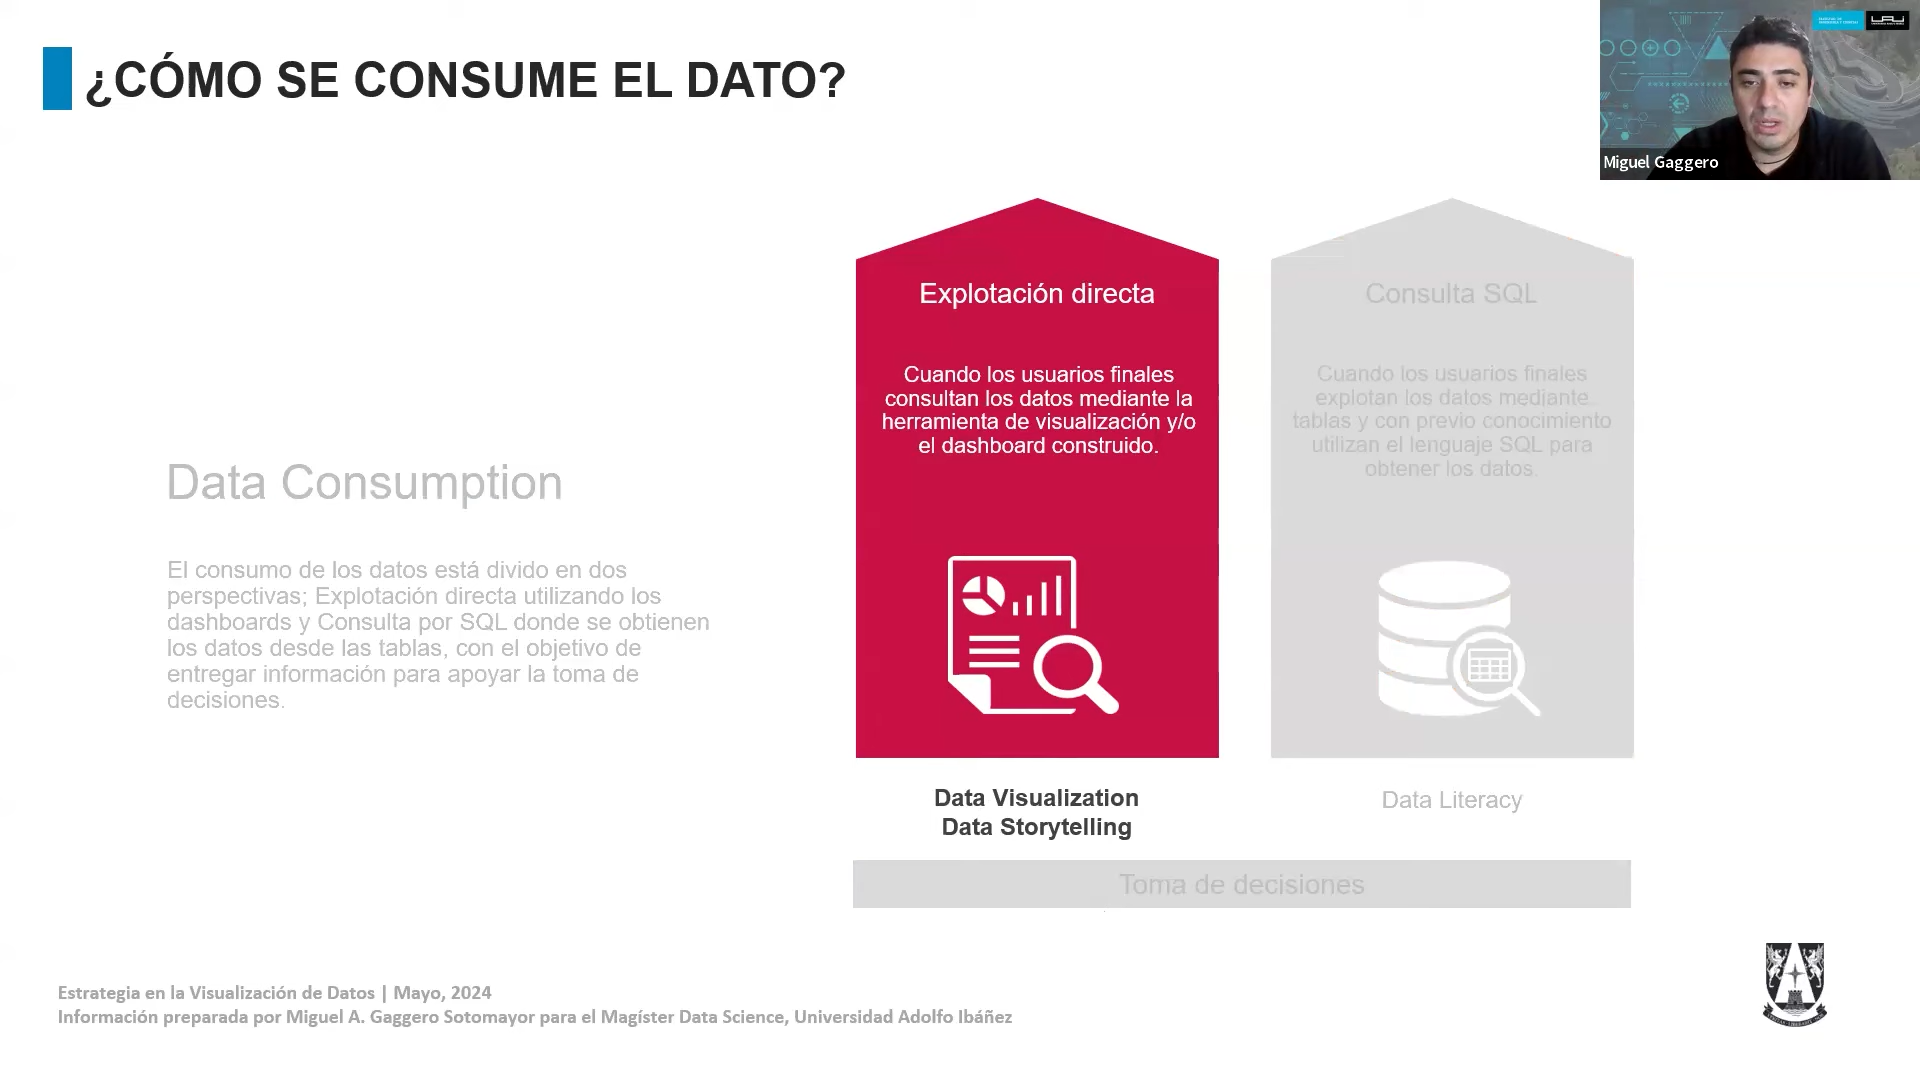 ¿CÓMO SE CONSUME EL DATO?
Miguel Gaggero
Data Consumption
El consumo de los datos está divido en dos
perspectivas; Explotación directa utilizando los
dashboards y Consulta por SQL donde se obtienen
los datos desde las tablas, con el objetivo de
entregar información para apoyar la toma de
decisiones.
Explotación directa
Cuando los usuarios finales
consultan los datos mediante la
herramienta de visualización y/o
el dashboard construido.
Data Visualization
Data Storytelling
Consulta SQL
Cuando los usuarios finales
explotan los datos mediante
tablas y con previo conocimiento
utilizan el lenguaje SQL para
obtener los datos.
Data Literacy
Toma de decisiones
Estrategia en la Visualización de Datos | Mayo, 2024
Información preparada por Miguel A. Gaggero Sotomayor para el Magíster Data Science, Universidad Adolfo Ibáñez